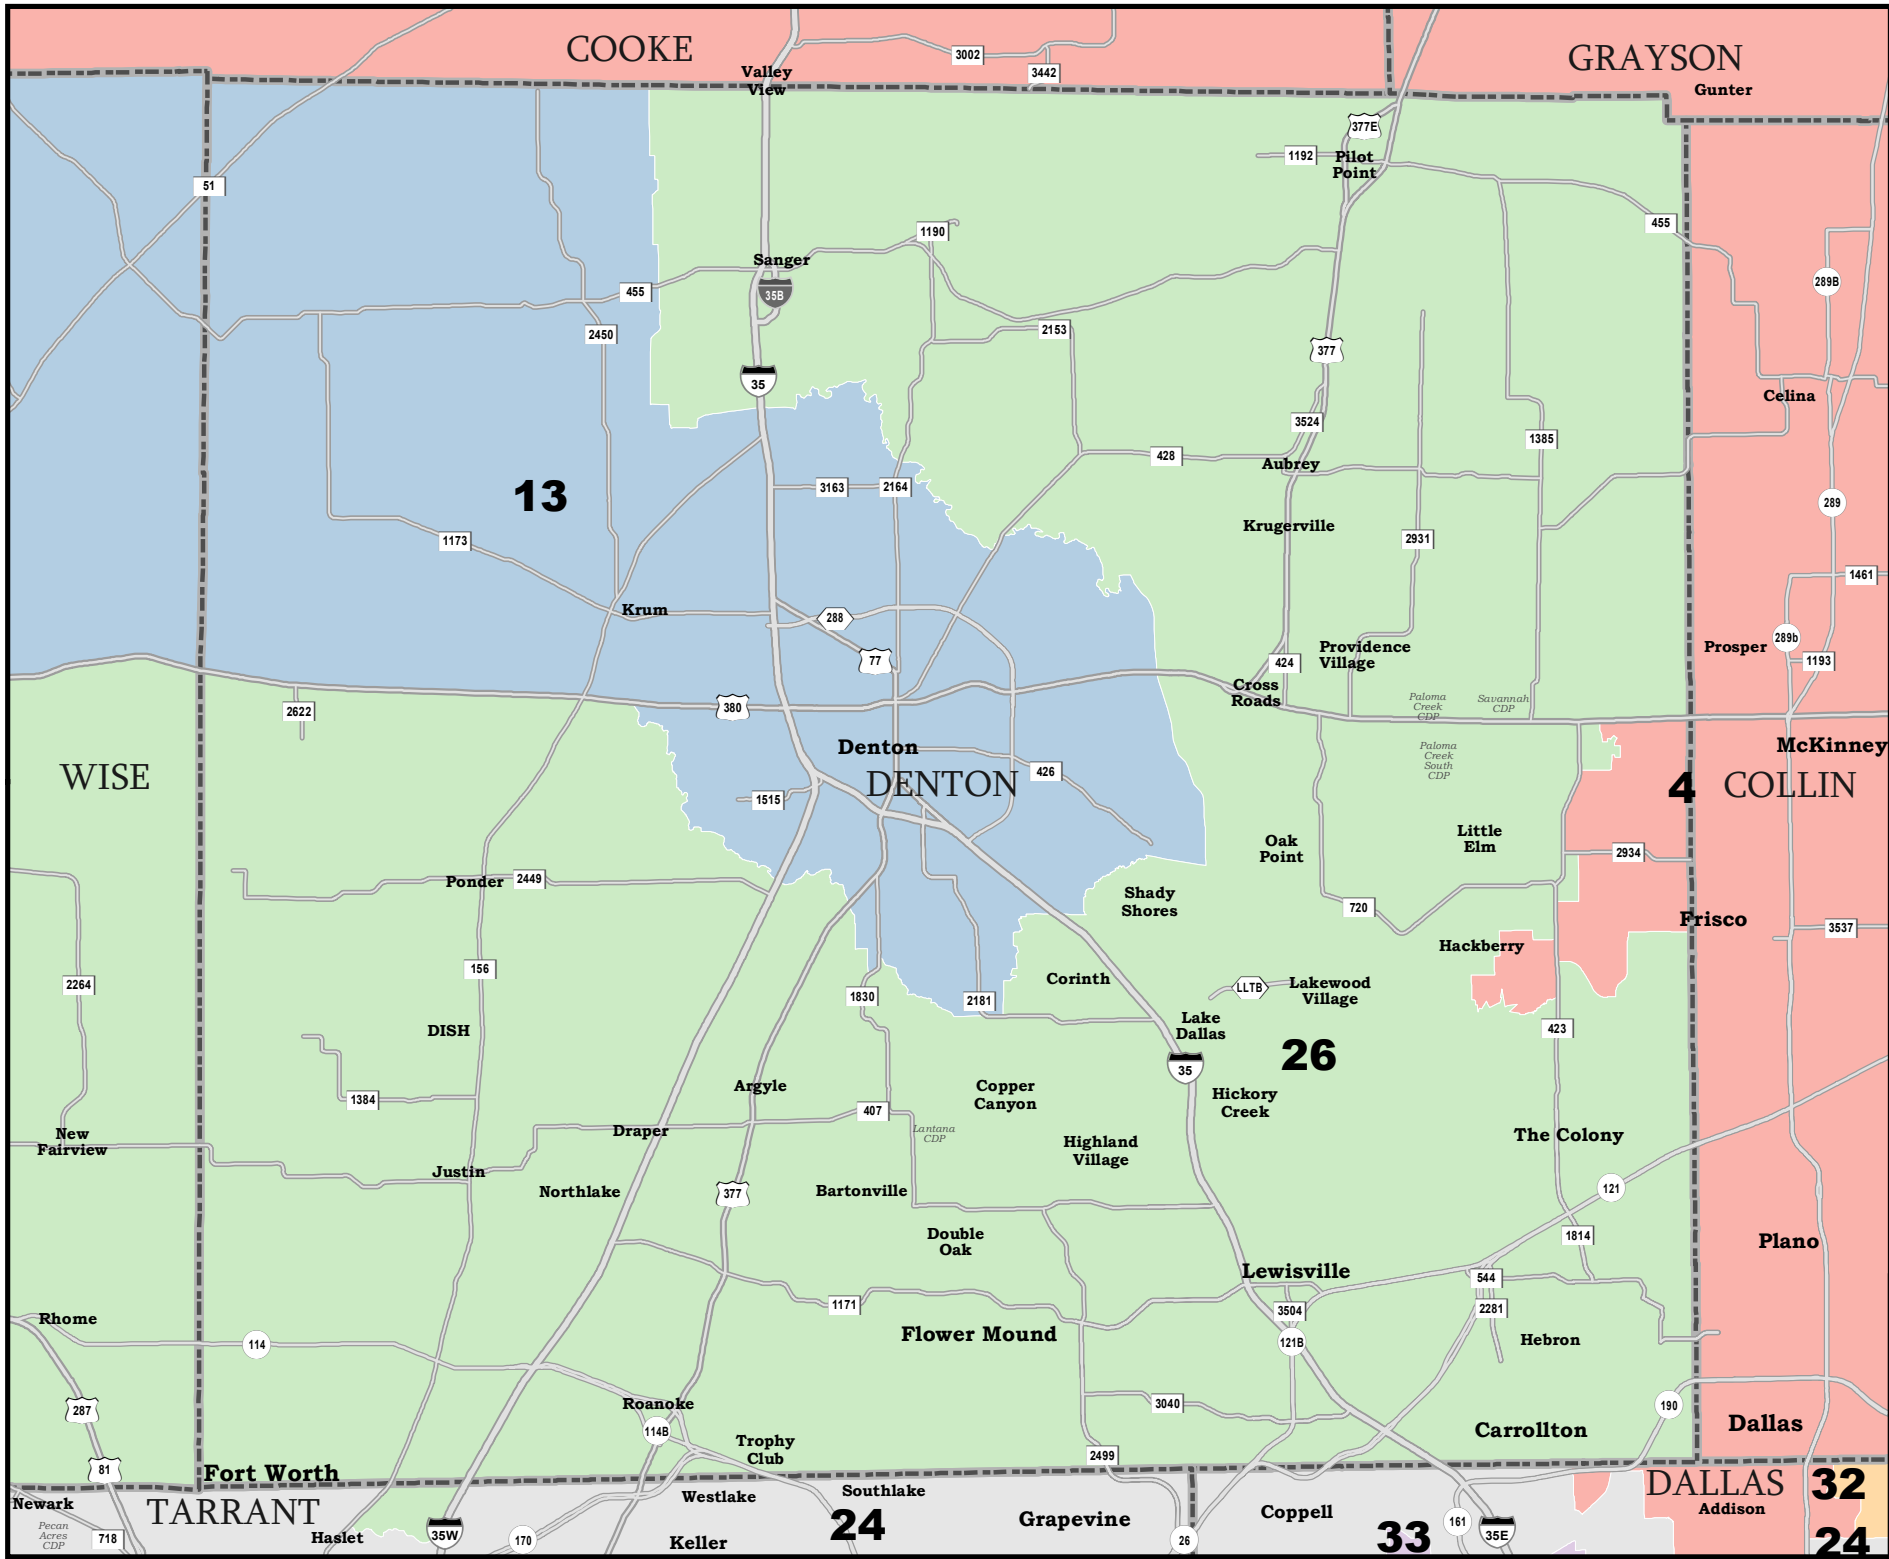 COOKE
GRAYSON
3002
3442
Valley
View
Gunter
377E
1192
Pilot
Point
51
455
1190
Sanger
35B
289B
455
2450
2153
377
35
Celina
3524
1385
428
Aubrey
13
3163
2164
289
Krugerville
1173
2931
1461
Krum
288
289b
Providence
Village
Prosper
77
424
1193
Cross
Roads
Paloma
Creek
CDP
Savannah
CDP
2622
380
Denton
McKinney
Paloma
Creek
South
CDP
WISE
DENTON
426
4
COLLIN
1515
Oak
Point
Little
Elm
2934
Ponder
2449
Shady
Shores
720
Frisco
3537
Hackberry
156
Corinth
2264
LLTB
Lakewood
Village
1830
2181
DISH
Lake
Dallas
423
26
35
Argyle
Copper
Canyon
Hickory
Creek
1384
407
New
Fairview
Draper
Lantana
CDP
Highland
Village
The Colony
Justin
Northlake
377
Bartonville
121
Double
Oak
1814
Plano
Lewisville
544
1171
3504
2281
Rhome
Flower Mound
121B
Hebron
114
287
Roanoke
3040
190
114B
Carrollton
Dallas
Trophy
Club
2499
81
Fort Worth
Newark
TARRANT
Westlake
Southlake
DALLAS
32
Addison
Pecan
Acres
CDP
718
Haslet
35W
170
Keller
24
Grapevine
26
Coppell
33
161
35E
24